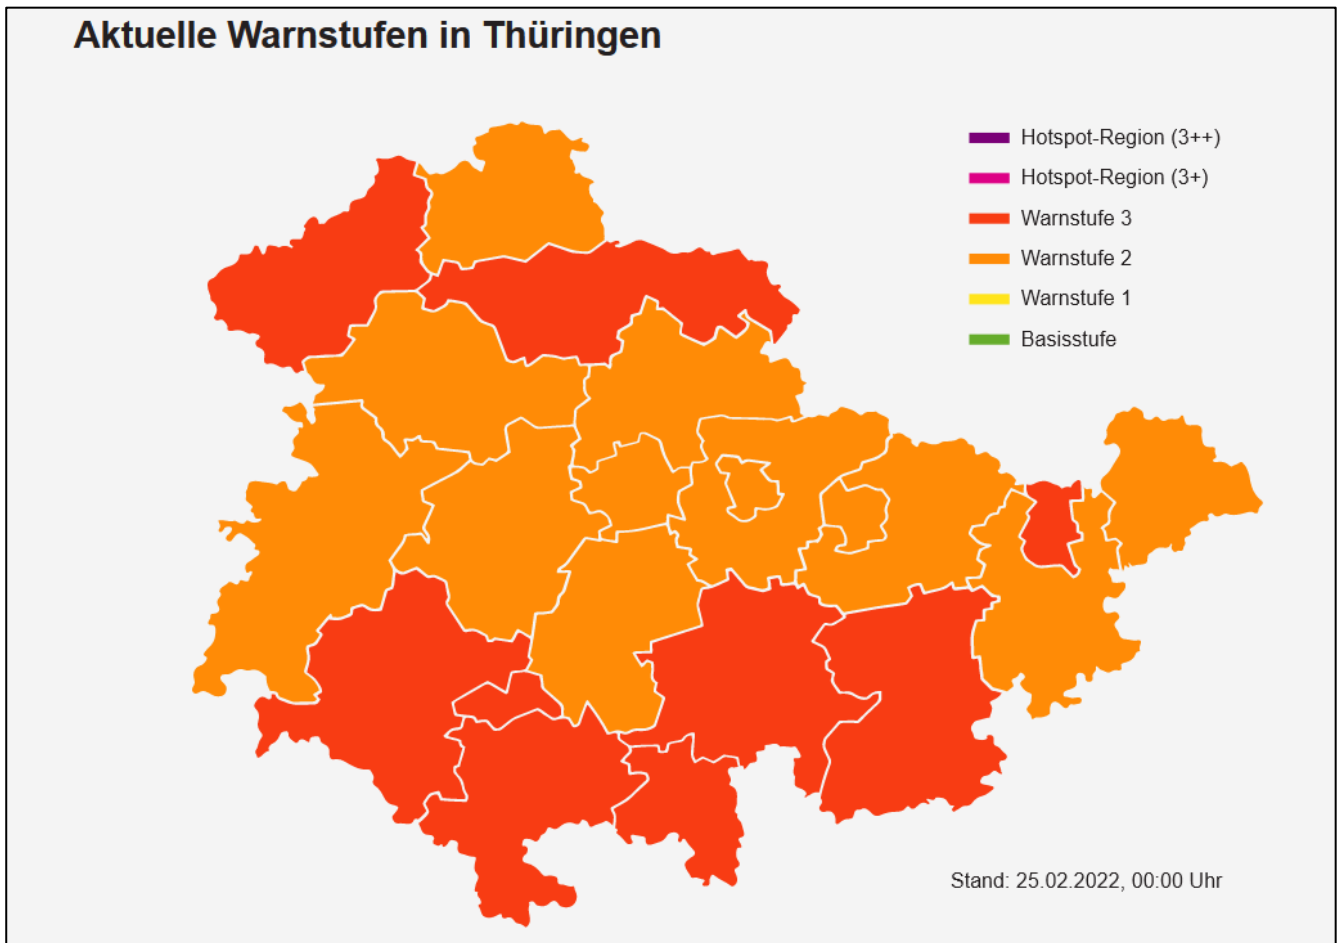 Aktuelle Warnstufen in Thüringen
Hotspot-Region (3++)
Hotspot-Region (3+)
Warnstufe 3
Warnstufe 2
Warnstufe 1
Basisstufe
Stand: 25.02.2022, 00:00 Uhr